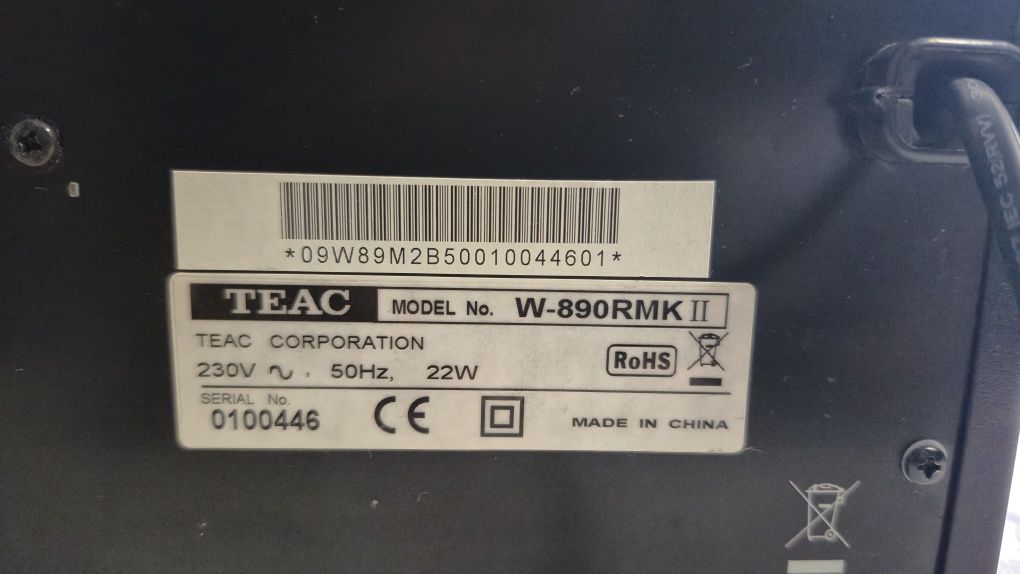 *09W89M2B50010044601*
TEAC MODEL No. W-890RMK II
TEAC CORPORATION
230V ∿, 50Hz, 22W
RoHS
SERIAL No.
0100446
CE
MADE IN CHINA